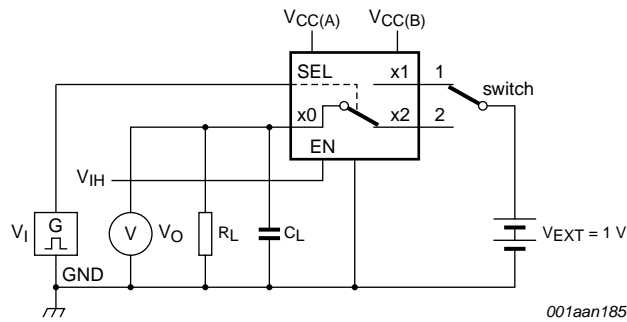 VCC(A) VCC(B)
SEL x1 1
switch
x0 x2 2
EN
VIH
VI G V VO RL CL VEXT = 1 V
GND
001aan185